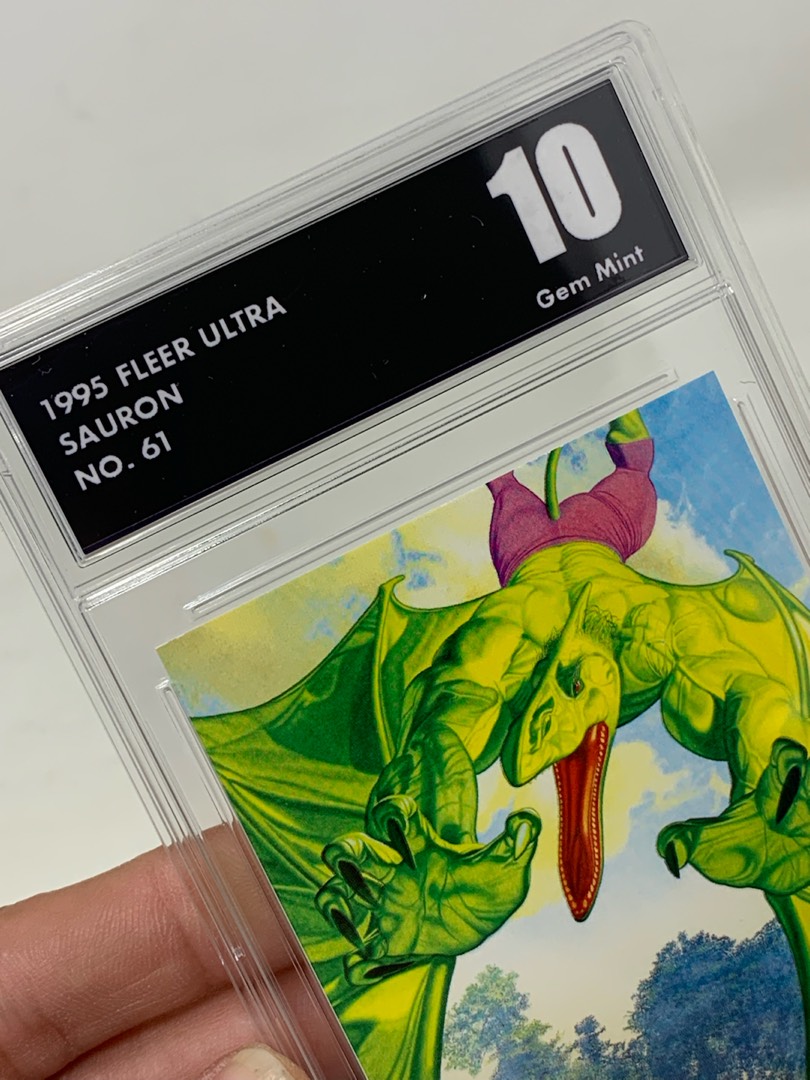 10
Gem Mint
1995 FLEER ULTRA
SAURON
NO. 61